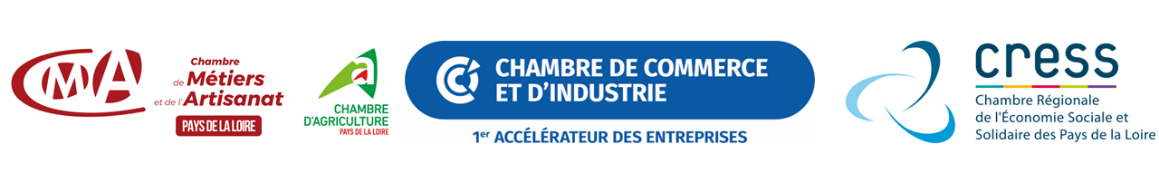 CMA
Chambre
de Métiers
et de l'Artisanat
PAYS DE LA LOIRE
CHAMBRE
D'AGRICULTURE
PAYS DE LA LOIRE
CHAMBRE DE COMMERCE
ET D'INDUSTRIE
1er ACCÉLÉRATEUR DES ENTREPRISES
cress
Chambre Régionale
de l'Économie Sociale et
Solidaire des Pays de la Loire